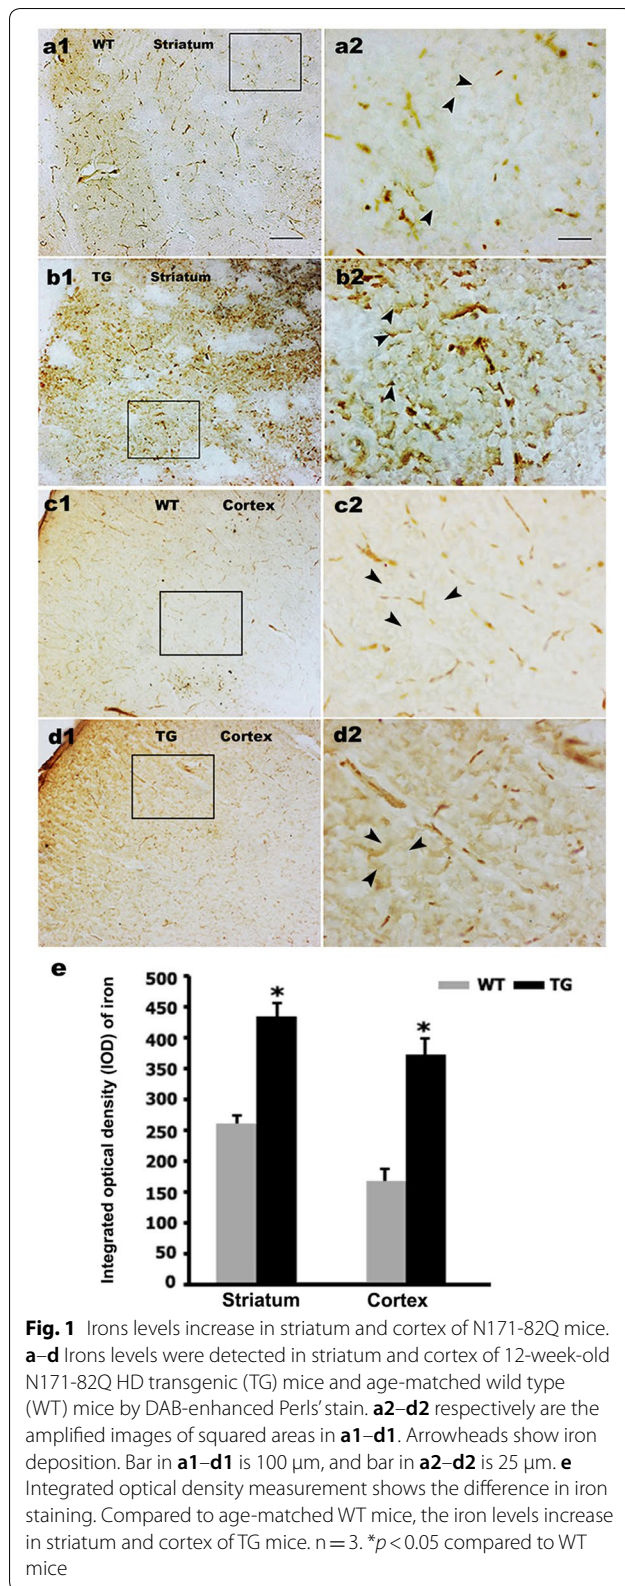 a1 WT Striatum
a2
b1 TG Striatum
b2
c1 WT Cortex
c2
d1 TG Cortex
d2
e
WT TG
Integrated optical density (IOD) of iron
500
450
400
350
300
250
200
150
100
50
0
*
*
Striatum Cortex
Fig. 1 Irons levels increase in striatum and cortex of N171-82Q mice.
a–d Irons levels were detected in striatum and cortex of 12-week-old
N171-82Q HD transgenic (TG) mice and age-matched wild type
(WT) mice by DAB-enhanced Perls’ stain. a2–d2 respectively are the
amplified images of squared areas in a1–d1. Arrowheads show iron
deposition. Bar in a1–d1 is 100 μm, and bar in a2–d2 is 25 μm. e
Integrated optical density measurement shows the difference in iron
staining. Compared to age-matched WT mice, the iron levels increase
in striatum and cortex of TG mice. n = 3. *p < 0.05 compared to WT
mice